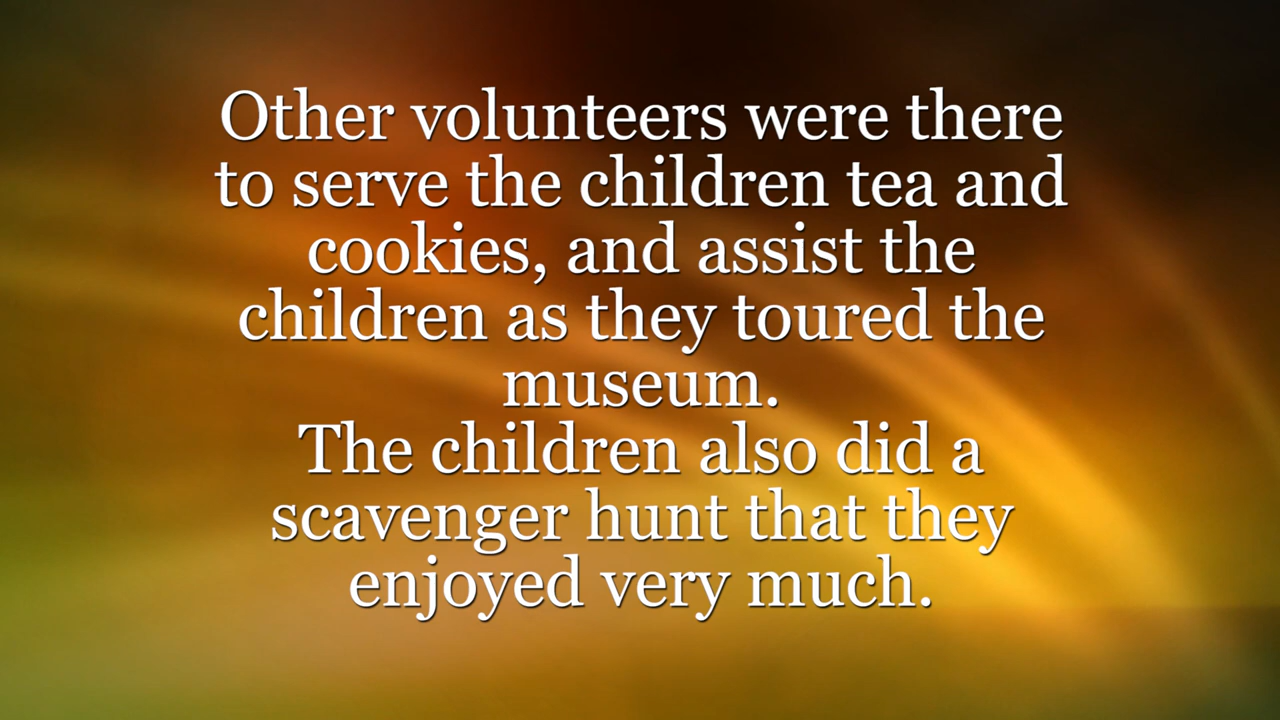 Other volunteers were there
to serve the children tea and
cookies, and assist the
children as they toured the
museum.
The children also did a
scavenger hunt that they
enjoyed very much.